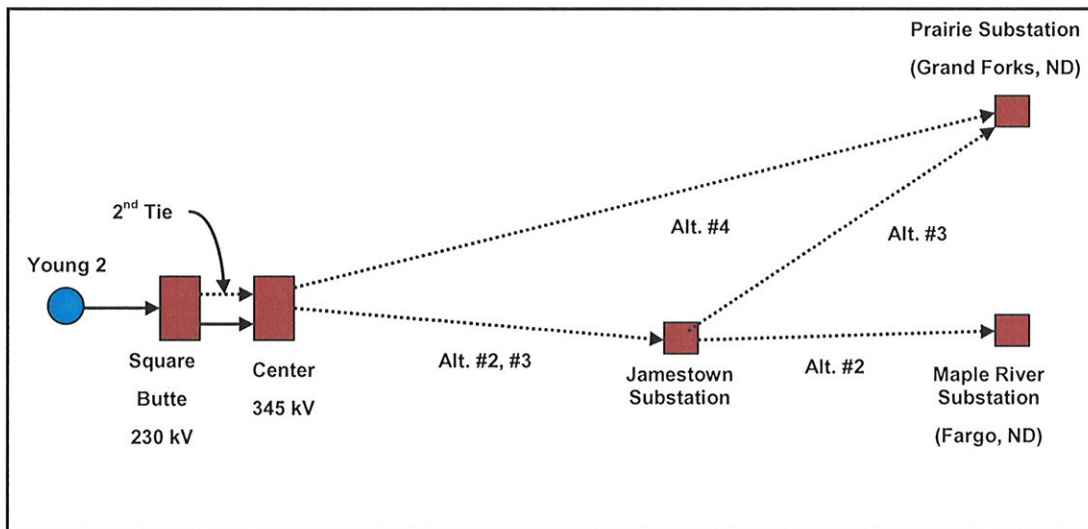 Prairie Substation
(Grand Forks, ND)
2nd Tie
Alt. #4
Alt. #3
Young 2
Square
Butte
230 kV
Center
345 kV
Alt. #2, #3
Jamestown
Substation
Alt. #2
Maple River
Substation
(Fargo, ND)